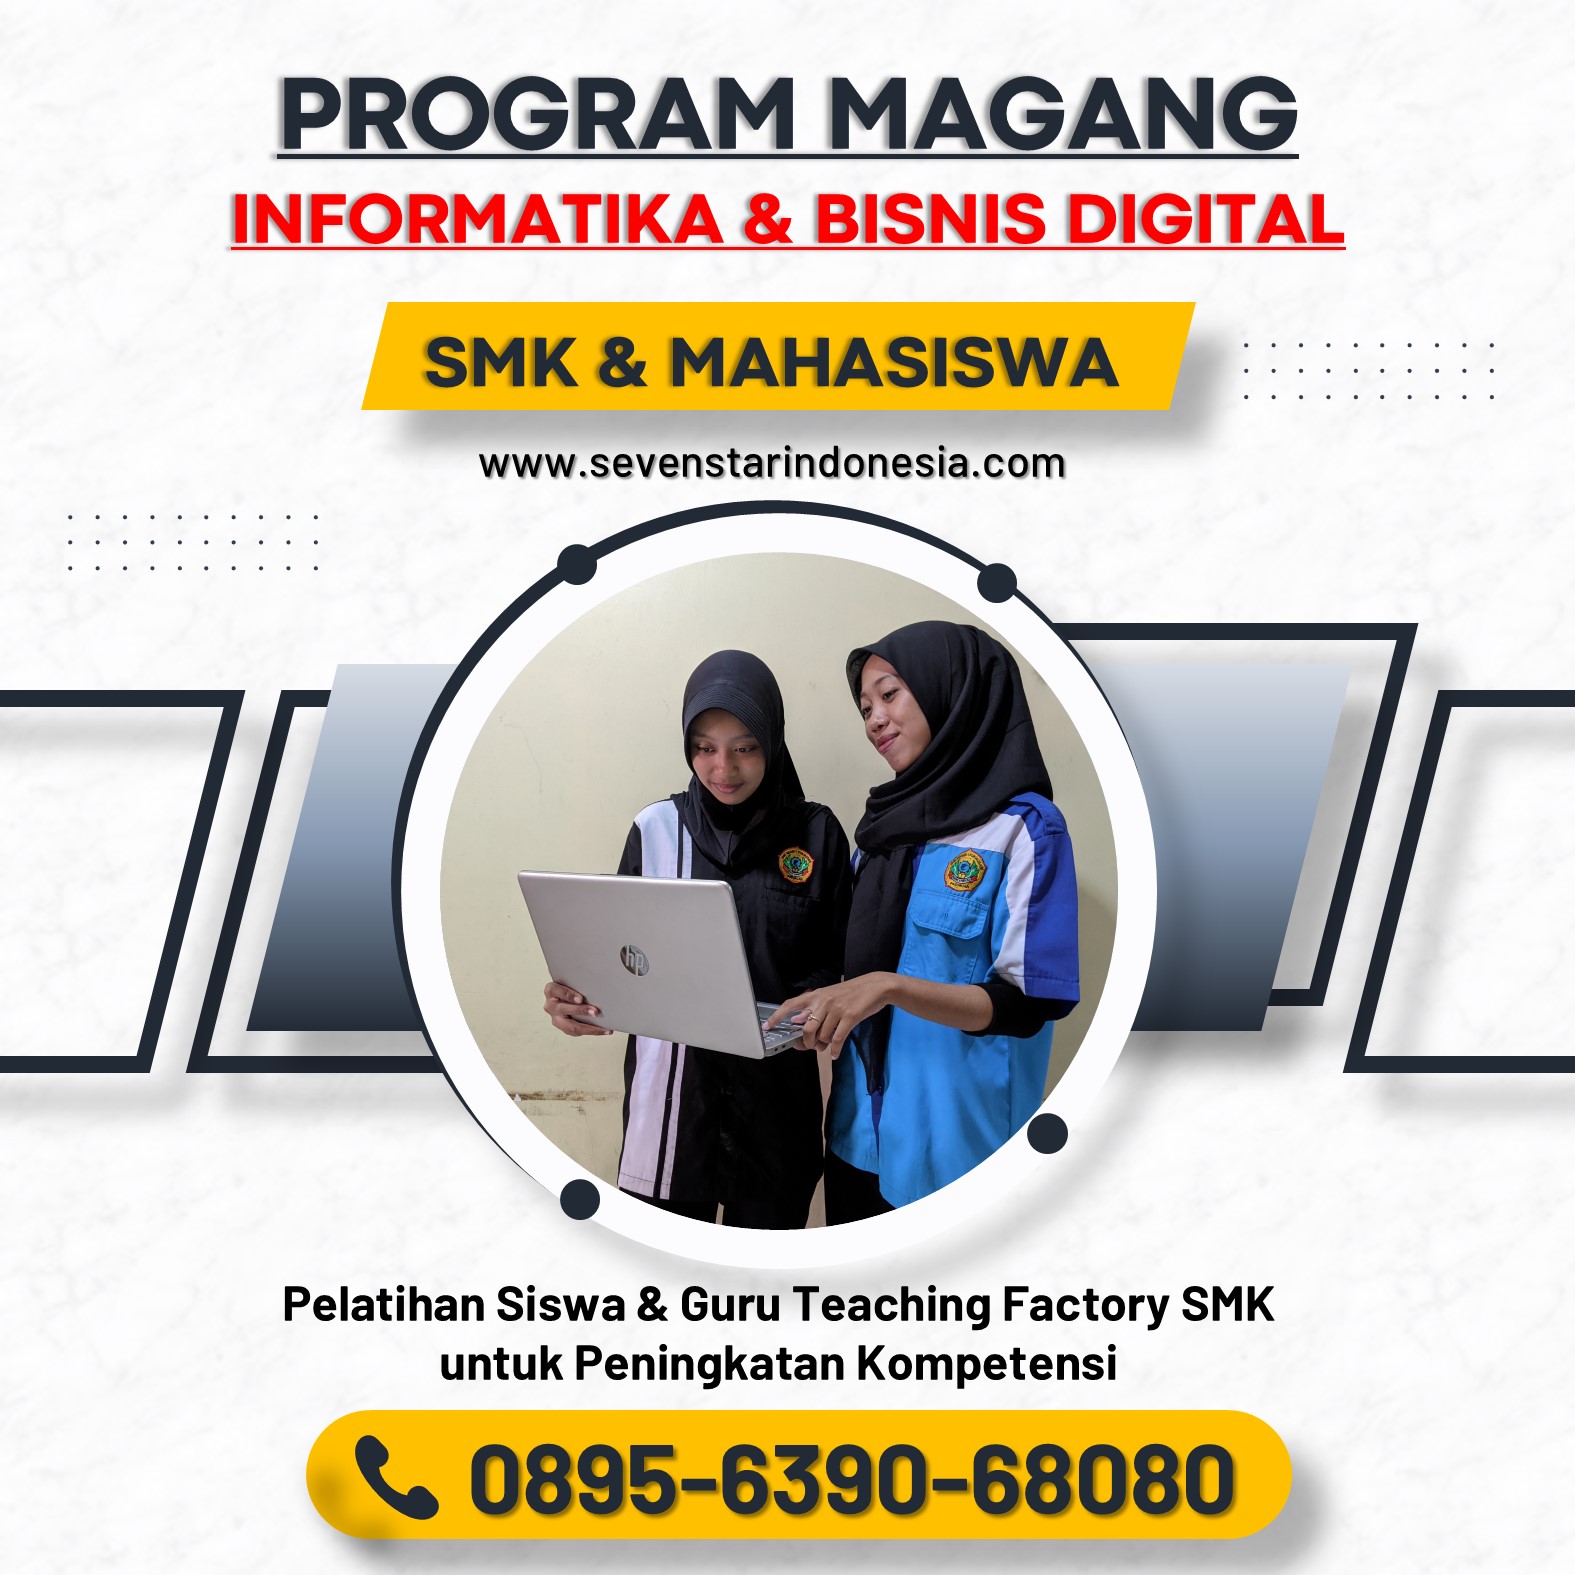 PROGRAM MAGANG
INFORMATIKA & BISNIS DIGITAL
SMK & MAHASISWA
www.sevenstarindonesia.com
hp
Pelatihan Siswa & Guru Teaching Factory SMK
untuk Peningkatan Kompetensi
0895-6390-68080